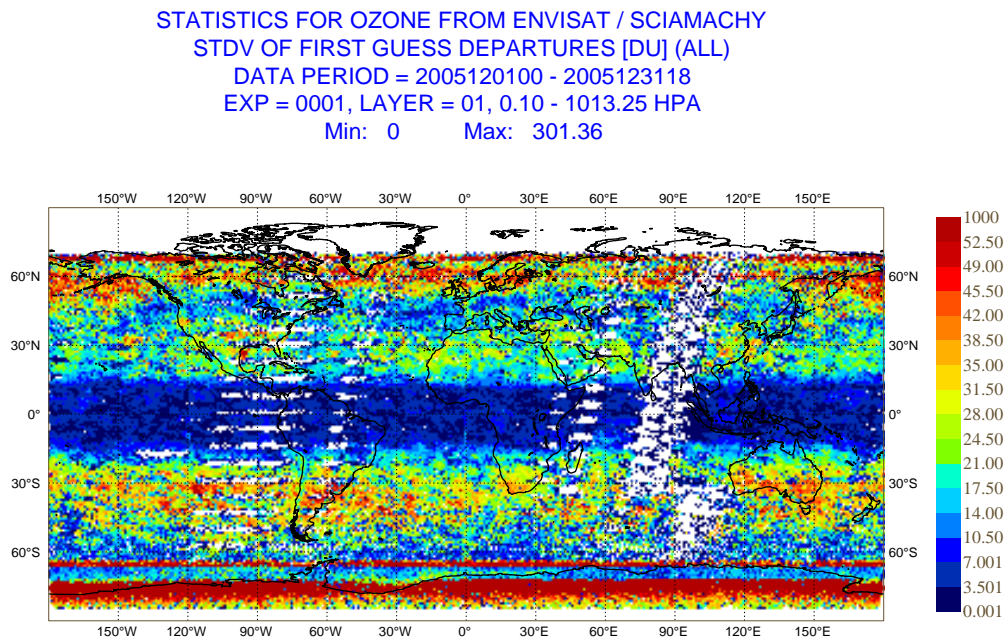 STATISTICS FOR OZONE FROM ENVISAT / SCIAMACHY
STDV OF FIRST GUESS DEPARTURES [DU] (ALL)
DATA PERIOD = 2005120100 - 2005123118
EXP = 0001, LAYER = 01, 0.10 - 1013.25 HPA
Min: 0 Max: 301.36
150°W 120°W 90°W 60°W 30°W 0° 30°E 60°E 90°E 120°E 150°E
60°N 60°N
30°N 30°N
0° 0°
30°S 30°S
60°S 60°S
150°W 120°W 90°W 60°W 30°W 0° 30°E 60°E 90°E 120°E 150°E
1000
52.50
49.00
45.50
42.00
38.50
35.00
31.50
28.00
24.50
21.00
17.50
14.00
10.50
7.001
3.501
0.001